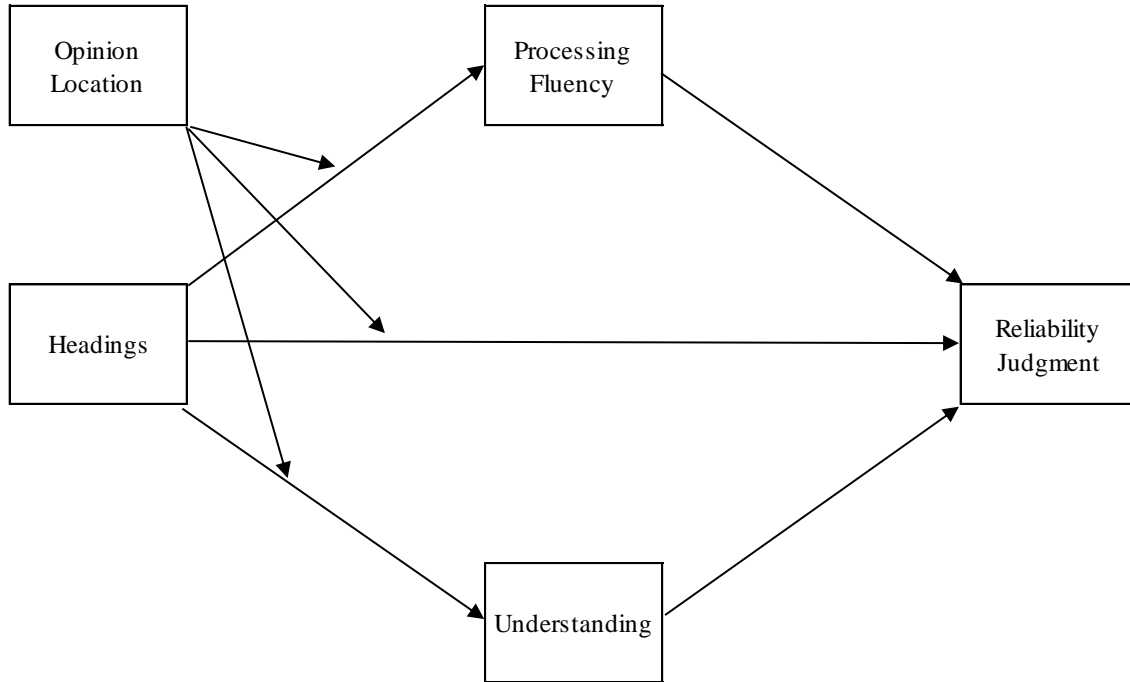 Opinion
Location
Processing
Fluency
Headings
Reliability
Judgment
Understanding